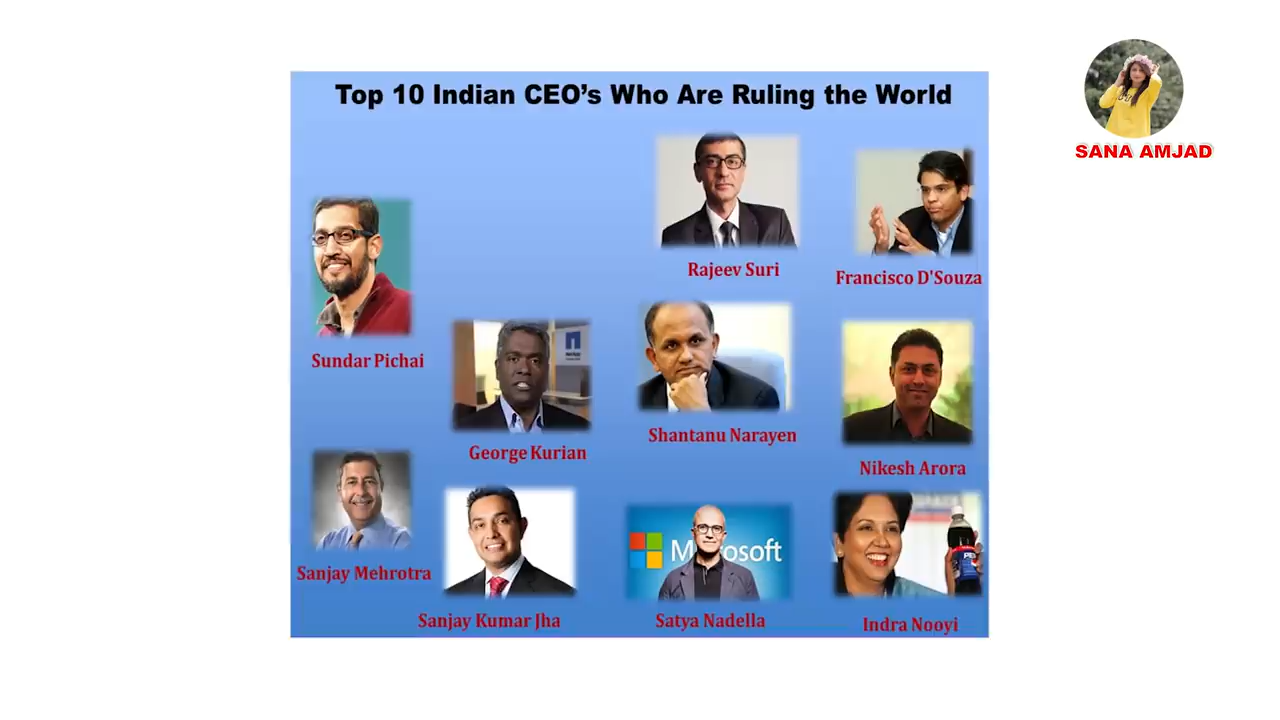 Top 10 Indian CEO's Who Are Ruling the World
SANA AMJAD
Rajeev Suri
Francisco D'Souza
Sundar Pichai
George Kurian
Shantanu Narayen
Nikesh Arora
Microsoft
Sanjay Mehrotra
Sanjay Kumar Jha
Satya Nadella
Indra Nooyi